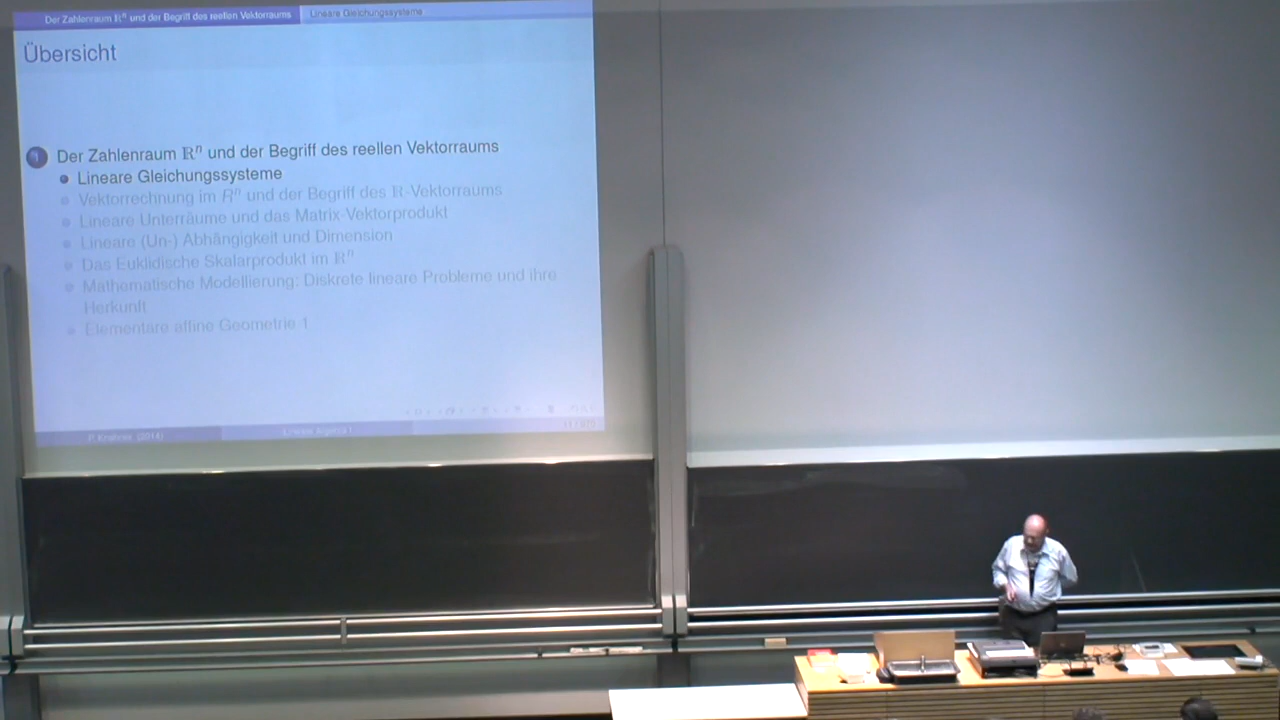 Der Zahlenraum ℝⁿ und der Begriff des reellen Vektorraums Lineare Gleichungssysteme
Übersicht
1 Der Zahlenraum ℝⁿ und der Begriff des reellen Vektorraums
Lineare Gleichungssysteme
Vektorrechnung im Rⁿ und der Begriff des ℝ-Vektorraums
Lineare Unterräume und das Matrix-Vektorprodukt
Lineare (Un-) Abhängigkeit und Dimension
Das Euklidische Skalarprodukt im ℝⁿ
Mathematische Modellierung: Diskrete lineare Probleme und ihre
Herkunft
Elementare affine Geometrie 1
Lineare Algebra I